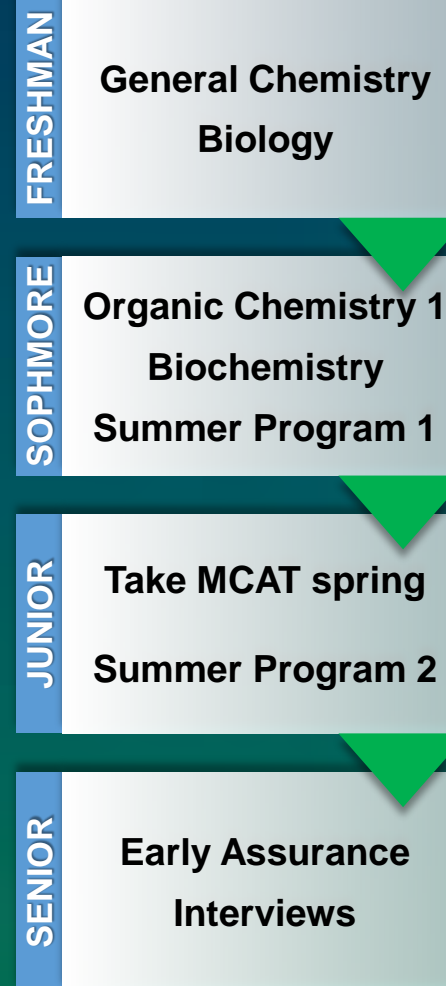 FRESHMAN
General Chemistry
Biology
SOPHMORE
Organic Chemistry 1
Biochemistry
Summer Program 1
JUNIOR
Take MCAT spring
Summer Program 2
SENIOR
Early Assurance
Interviews